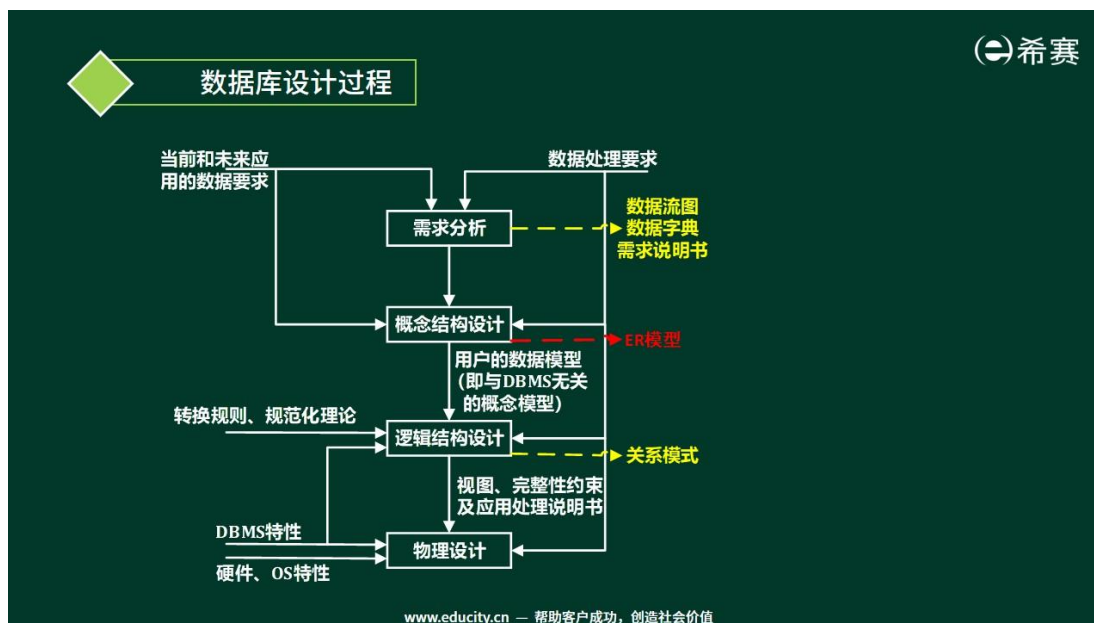 希赛
数据库设计过程
当前和未来应
用的数据要求
数据处理要求
需求分析
数据流图
数据字典
需求说明书
概念结构设计
ER模型
用户的数据模型
(即与DBMS无关
的概念模型)
转换规则、规范化理论
逻辑结构设计
关系模式
视图、完整性约束
及应用处理说明书
DBMS特性
物理设计
硬件、OS特性
www.educity.cn — 帮助客户成功，创造社会价值